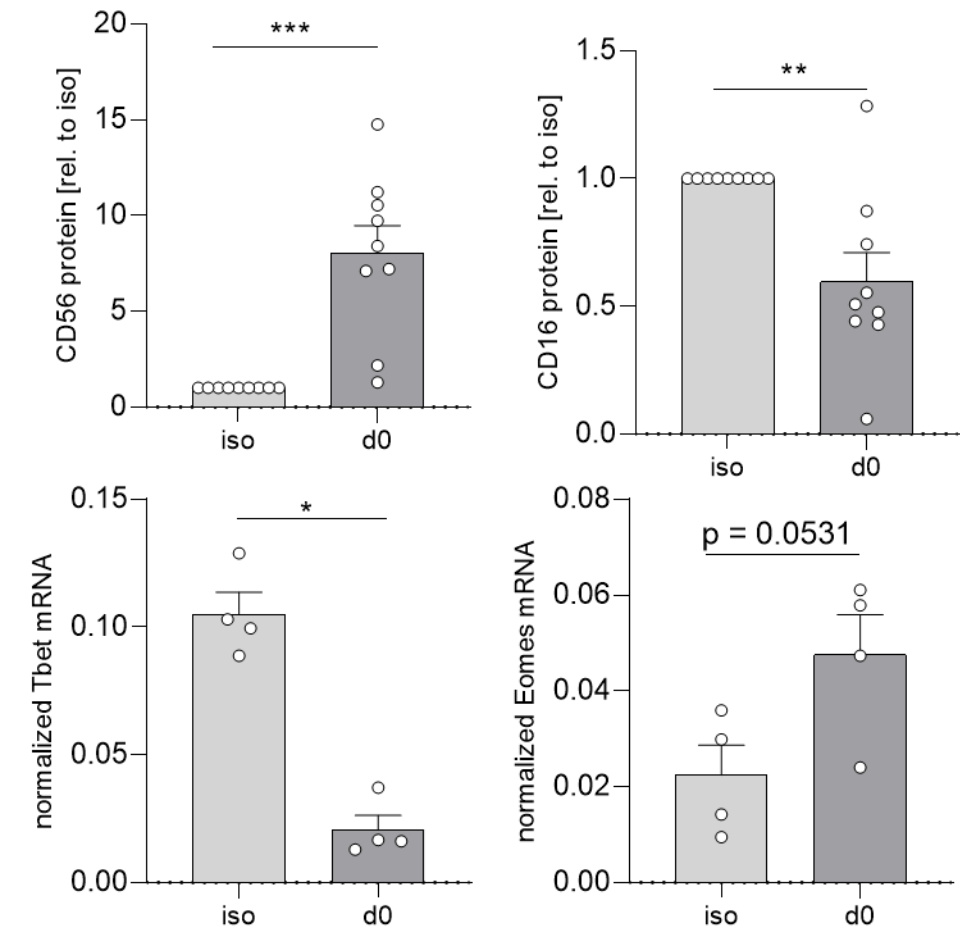 CD56 protein [rel. to iso]
20
15
10
5
0
***
iso
d0
CD16 protein [rel. to iso]
1.5
1.0
0.5
0.0
**
iso
d0
normalized Tbet mRNA
0.15
0.10
0.05
0.00
*
iso
d0
normalized Eomes mRNA
0.08
0.06
0.04
0.02
0.00
p = 0.0531
iso
d0